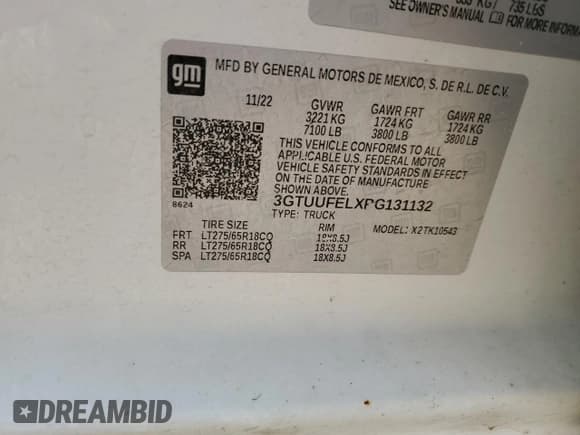 735 LBS
SEE OWNER'S MANUAL FOR MORE INFORMA
gm
MFD BY GENERAL MOTORS DE MEXICO, S. DE R.L. DE C.V.
11/22 GVWR GAWR FRT GAWR RR
3221 KG 1724 KG 1724 KG
7100 LB 3800 LB 3800 LB
THIS VEHICLE CONFORMS TO ALL
APPLICABLE U.S. FEDERAL MOTOR
VEHICLE SAFETY STANDARDS IN
EFFECT ON THE DATE OF MANUFACTURE
SHOWN ABOVE.
8624 3GTUUFELXPG131132
TYPE: TRUCK MODEL: X2TK10543
TIRE SIZE RIM
FRT LT275/65R18CQ 18X8.5J
RR LT275/65R18CQ 18X8.5J
SPA LT275/65R18CQ 18X8.5J
DREAMBID